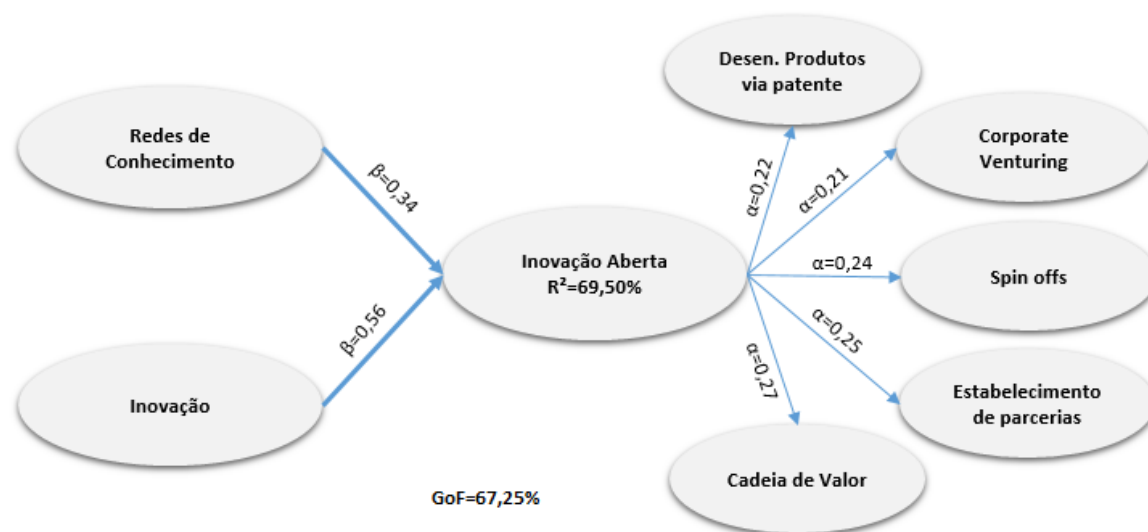 Desen. Produtos
via patente
Redes de
Conhecimento
Corporate
Venturing
β=0,34
α=0,22
α=0,21
Inovação Aberta
R²=69,50%
α=0,24
Spin offs
β=0,56
α=0,27
α=0,25
Inovação
Estabelecimento
de parcerias
Cadeia de Valor
GoF=67,25%